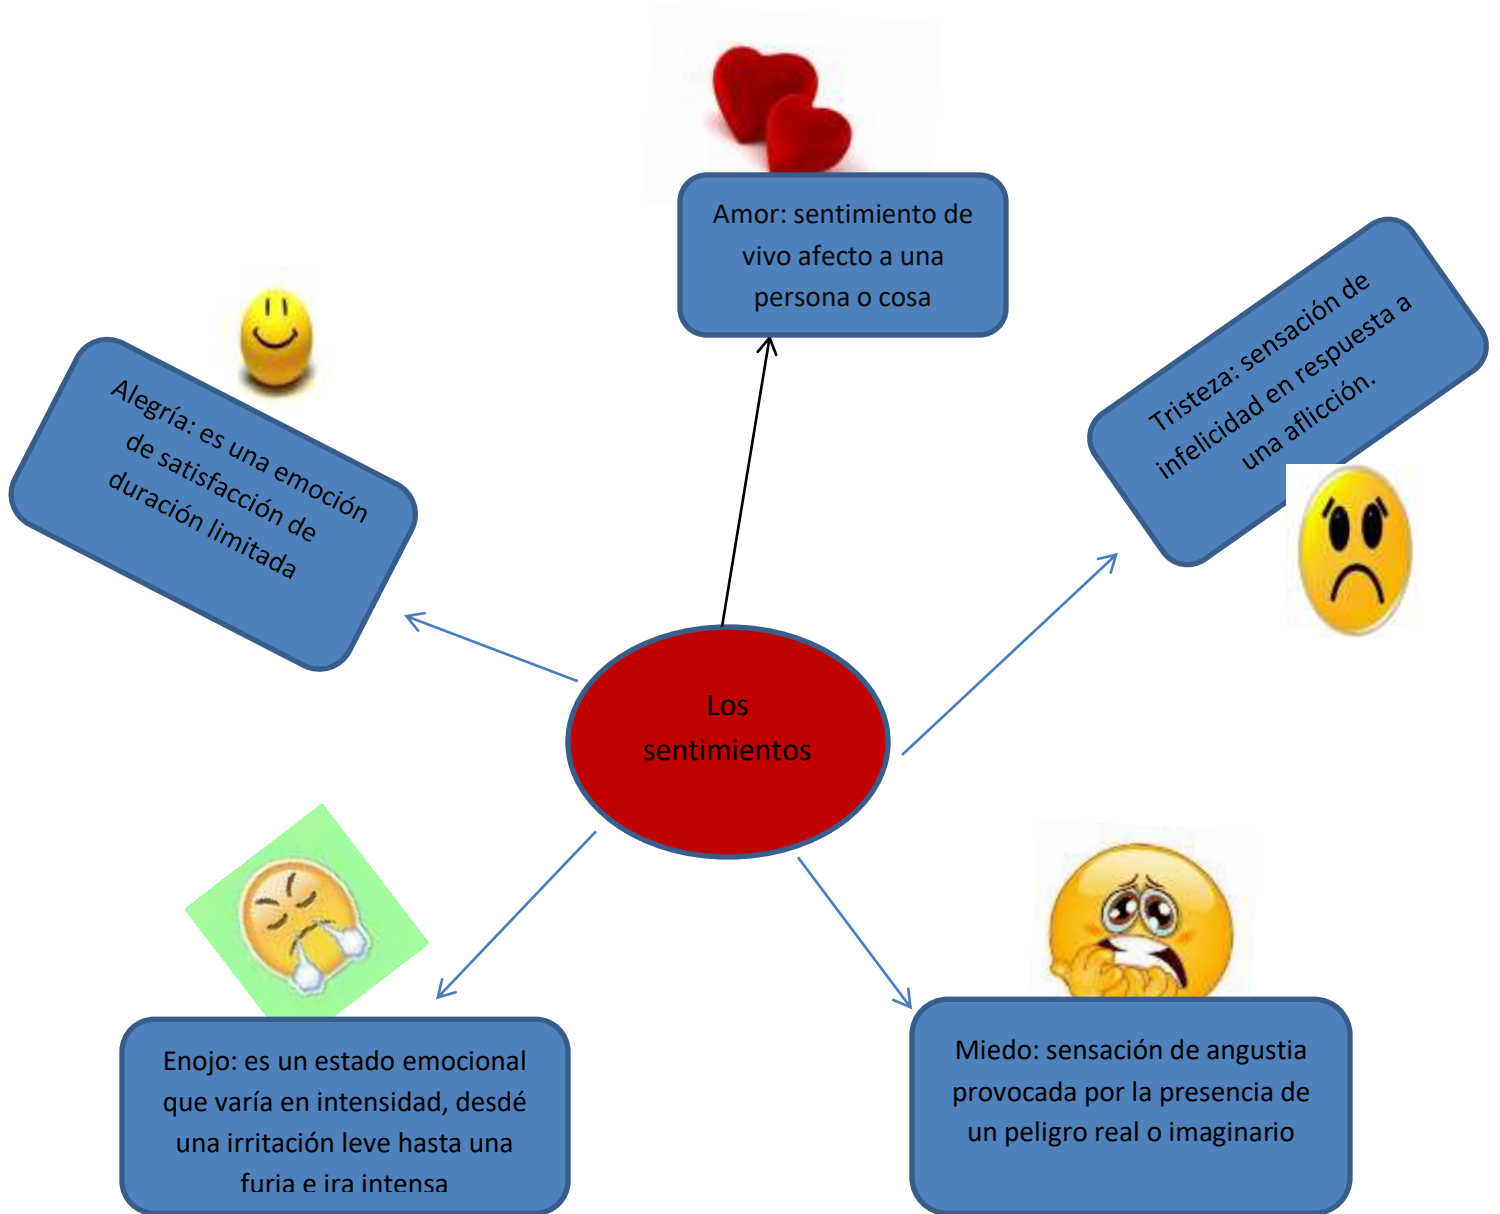 Amor: sentimiento de
vivo afecto a una
persona o cosa
Alegría: es una emoción
de satisfacción de
duración limitada
Tristeza: sensación de
infelicidad en respuesta a
una aflicción.
Los
sentimientos
Enojo: es un estado emocional
que varía en intensidad, desdé
una irritación leve hasta una
furia e ira intensa
Miedo: sensación de angustia
provocada por la presencia de
un peligro real o imaginario